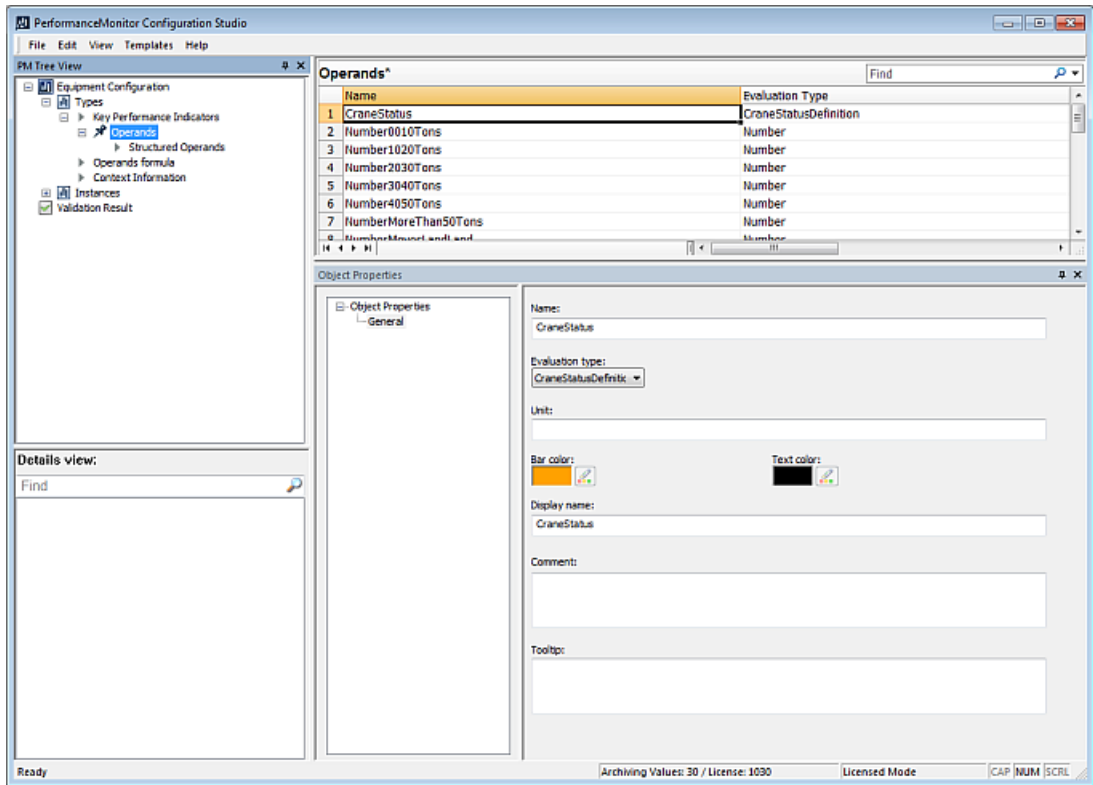 PerformanceMonitor Configuration Studio
File Edit View Templates Help
PM Tree View
Equipment Configuration
Types
Key Performance Indicators
Operands
Structured Operands
Operands formula
Context Information
Instances
Validation Result
Operands*
Find
Name Evaluation Type
1 CraneStatus CraneStatusDefinition
2 Number0010Tons Number
3 Number1020Tons Number
4 Number2030Tons Number
5 Number3040Tons Number
6 Number4050Tons Number
7 NumberMoreThan50Tons Number
8 NumberMovesLandLand Number
Object Properties
Object Properties
General
Name:
CraneStatus
Evaluation type:
CraneStatusDefinitic
Unit:
Bar color: Text color:
Display name:
CraneStatus
Comment:
Tooltip:
Details view:
Find
Ready
Archiving Values: 30 / License: 1030
Licensed Mode
CAP NUM SCRL